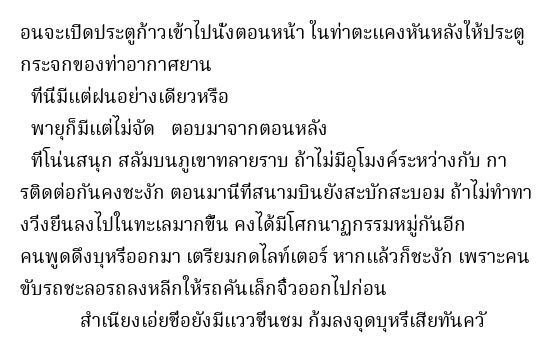 อนจะเปิดประตูก้าวเข้าไปนั่งตอนหน้า ในท่าตะแคงหันหลังให้ประตู
กระจกของท่าอากาศยาน
ที่นี่มีแต่ฝนอย่างเดียวหรือ
พายุก็มีแต่ไม่จัด ตอบมาจากตอนหลัง
ที่โน่นสนุก สลัมบนภูเขาทลายราบ ถ้าไม่มีอุโมงค์ระหว่างกับ กา
รติดต่อกันคงชะงัก ตอนมานี่ที่สนามบินยังสะบักสะบอม ถ้าไม่ทำทา
งวิ่งยื่นลงไปในทะเลมากขึ้น คงได้มีโศกนาฏกรรมหมู่กันอีก
คนพูดดึงบุหรี่ออกมา เตรียมกดไลท์เตอร์ หากแล้วก็ชะงัก เพราะคน
ขับรถชะลอรถลงหลีกให้รถคันเล็กจิ๋วออกไปก่อน
สำเนียงเอ่ยชื่อยังมีแววชื่นชม ก้มลงจุดบุหรี่เสียทันควั